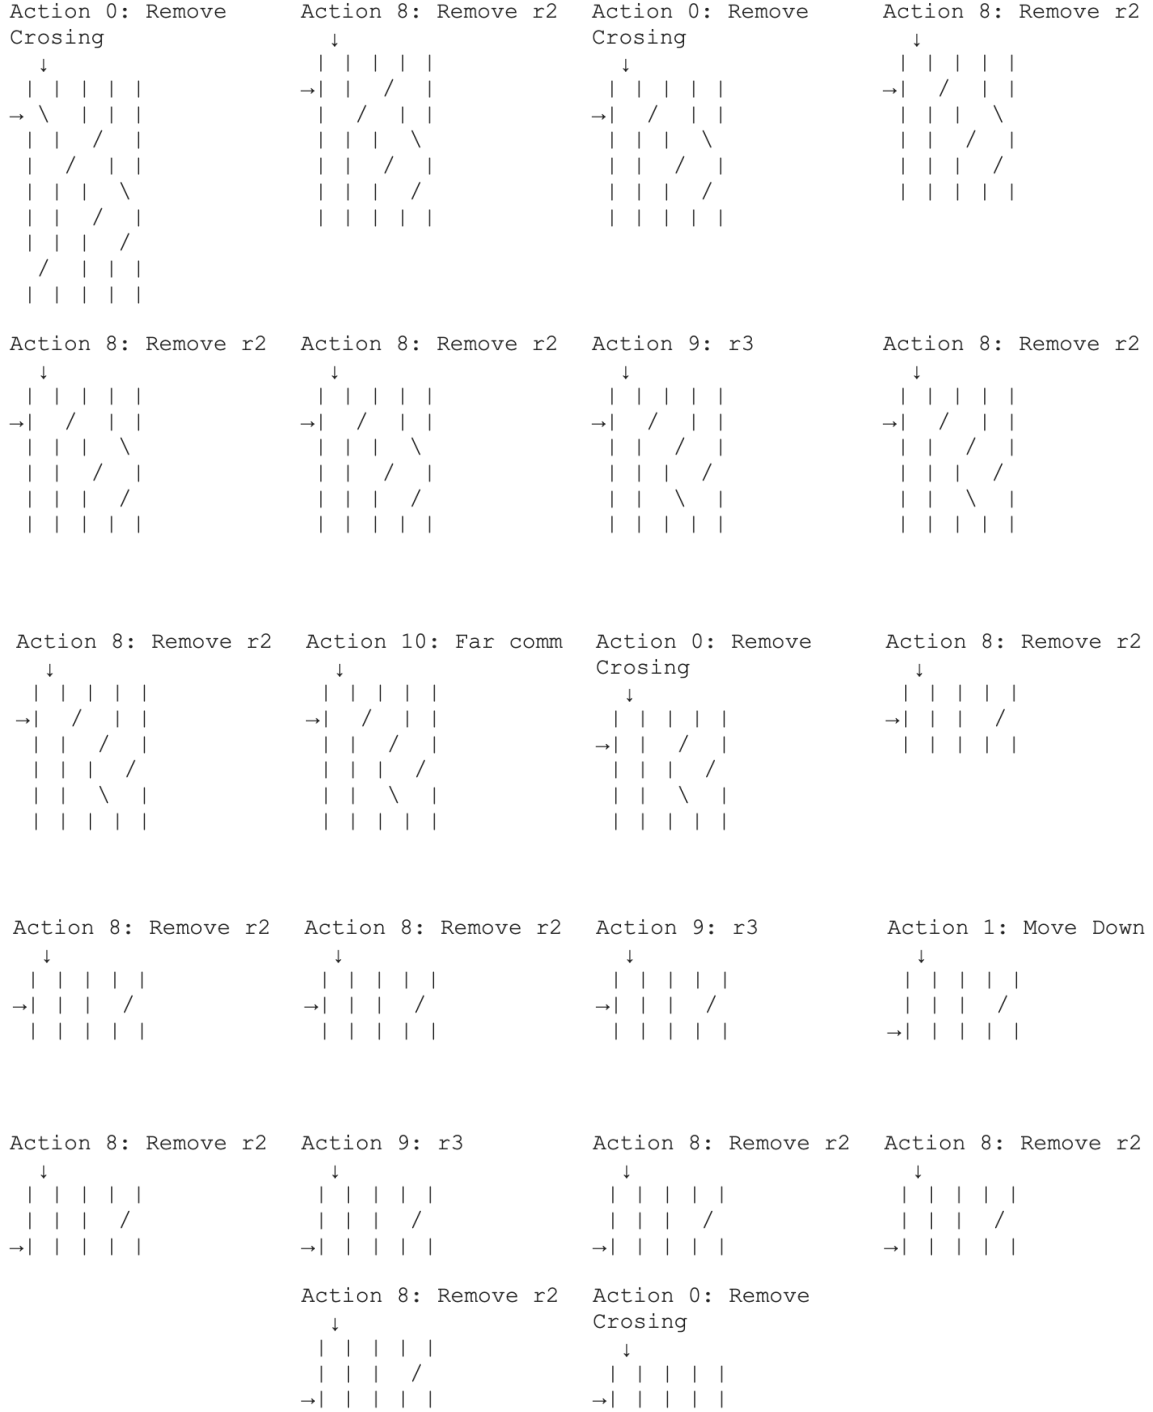 Action 0: Remove Crosing
↓
| | | | |
→ \ | | |
| | / |
| / | |
| | | \
| | / |
| | | /
/ | | |
| | | | |
Action 8: Remove r2
↓
| | | | |
→| | / |
| / | |
| | | \
| | / |
| | | /
| | | | |
Action 0: Remove Crosing
↓
| | | | |
→| / | |
| | | \
| | / |
| | | /
| | | | |
Action 8: Remove r2
↓
| | | | |
→| / | |
| | | \
| | / |
| | | /
| | | | |
Action 8: Remove r2
↓
| | | | |
→| / | |
| | | \
| | / |
| | | /
| | | | |
Action 8: Remove r2
↓
| | | | |
→| / | |
| | | \
| | / |
| | | /
| | | | |
Action 9: r3
↓
| | | | |
→| / | |
| | / |
| | | /
| | \ |
| | | | |
Action 8: Remove r2
↓
| | | | |
→| / | |
| | / |
| | | /
| | \ |
| | | | |
Action 8: Remove r2
↓
| | | | |
→| / | |
| | / |
| | | /
| | \ |
| | | | |
Action 10: Far comm
↓
| | | | |
→| / | |
| | / |
| | | /
| | \ |
| | | | |
Action 0: Remove Crosing
↓
| | | | |
→| | / |
| | | /
| | \ |
| | | | |
Action 8: Remove r2
↓
| | | | |
→| | | /
| | | | |
Action 8: Remove r2
↓
| | | | |
→| | | /
| | | | |
Action 8: Remove r2
↓
| | | | |
→| | | /
| | | | |
Action 9: r3
↓
| | | | |
→| | | /
| | | | |
Action 1: Move Down
↓
| | | | |
| | | /
→| | | | |
Action 8: Remove r2
↓
| | | | |
| | | /
→| | | | |
Action 9: r3
↓
| | | | |
| | | /
→| | | | |
Action 8: Remove r2
↓
| | | | |
| | | /
→| | | | |
Action 8: Remove r2
↓
| | | | |
| | | /
→| | | | |
Action 8: Remove r2
↓
| | | | |
| | | /
→| | | | |
Action 0: Remove Crosing
↓
| | | | |
→| | | | |